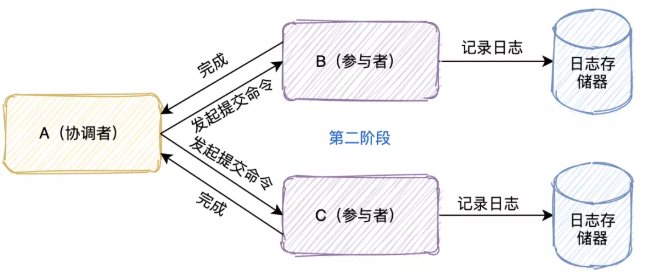 B（参与者）
记录日志
日志存
储器
完成
发起提交命令
A（协调者）
第二阶段
发起提交命令
完成
C（参与者）
记录日志
日志存
储器